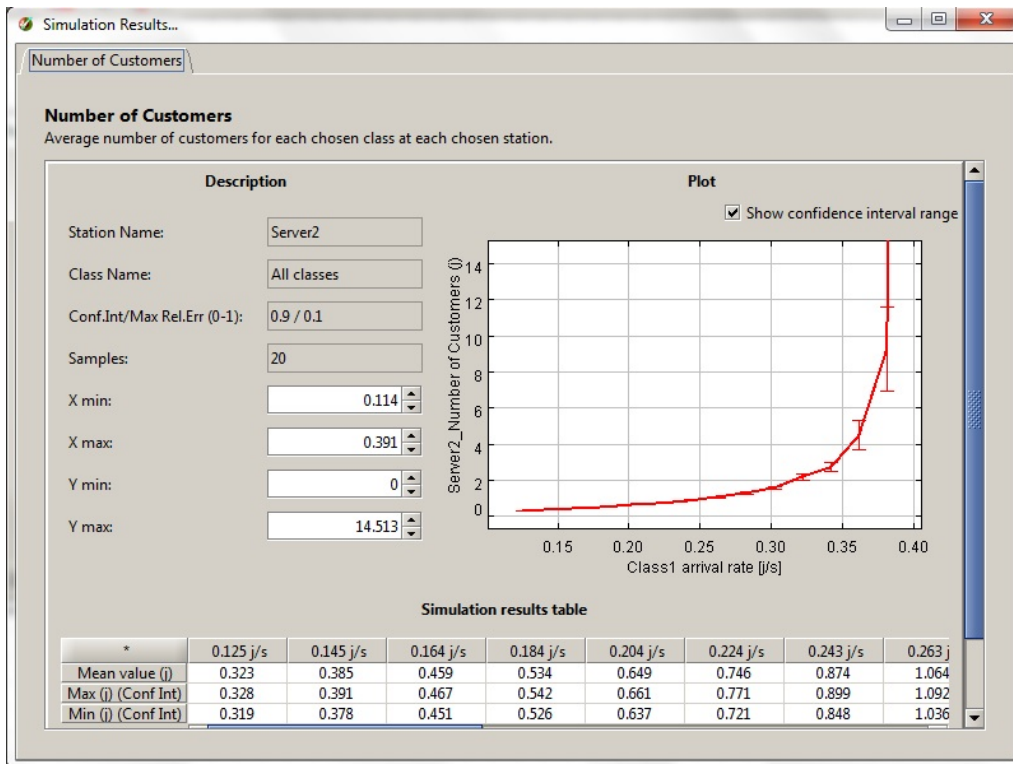 Simulation Results...
Number of Customers
Number of Customers
Average number of customers for each chosen class at each chosen station.
Description
Station Name: Server2
Class Name: All classes
Conf.Int/Max Rel.Err (0-1): 0.9 / 0.1
Samples: 20
X min: 0.114
X max: 0.391
Y min: 0
Y max: 14.513
Plot
Show confidence interval range
Server2_Number of Customers (j)
14
12
10
8
6
4
2
0
0.15 0.20 0.25 0.30 0.35 0.40
Class1 arrival rate [j/s]
Simulation results table
* 0.125 j/s 0.145 j/s 0.164 j/s 0.184 j/s 0.204 j/s 0.224 j/s 0.243 j/s 0.263 j
Mean value (j) 0.323 0.385 0.459 0.534 0.649 0.746 0.874 1.064
Max (j) (Conf Int) 0.328 0.391 0.467 0.542 0.661 0.771 0.899 1.092
Min (j) (Conf Int) 0.319 0.378 0.451 0.526 0.637 0.721 0.848 1.036